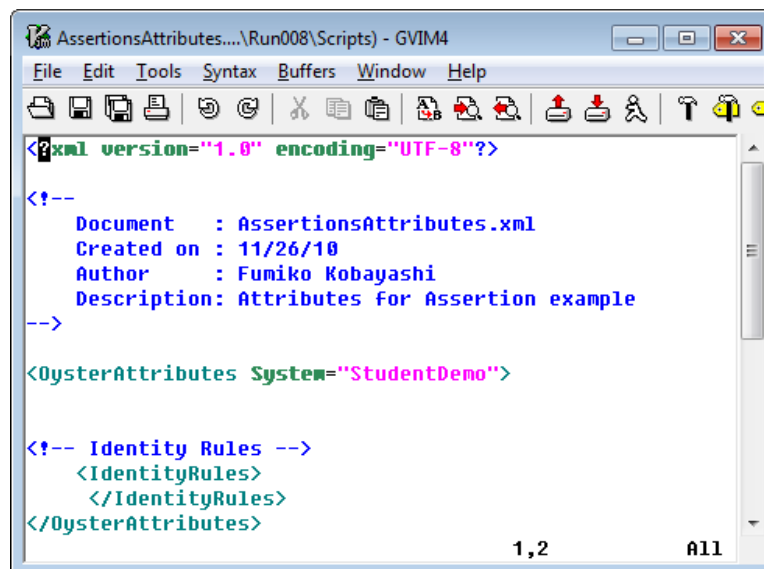 AssertionsAttributes....\Run008\Scripts) - GVIM4
File Edit Tools Syntax Buffers Window Help
<?xml version="1.0" encoding="UTF-8"?>
<!--
Document : AssertionsAttributes.xml
Created on : 11/26/10
Author : Fumiko Kobayashi
Description: Attributes for Assertion example
-->
<OysterAttributes System="StudentDemo">
<!-- Identity Rules -->
<IdentityRules>
</IdentityRules>
</OysterAttributes>
1,2 All